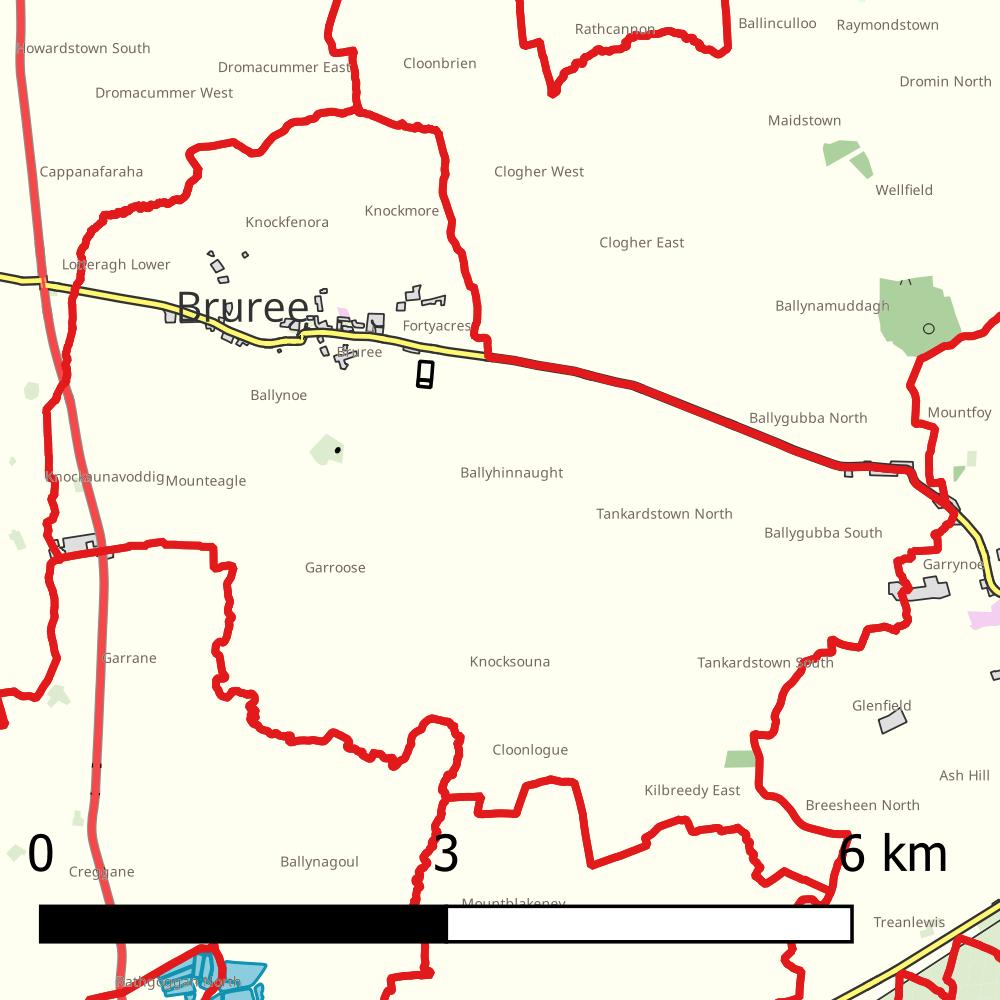 Rathcannon
Ballinculloo
Raymondstown
Howardstown South
Dromacummer East
Cloonbrien
Dromin North
Dromacummer West
Maidstown
Cappanafaraha
Clogher West
Wellfield
Knockfenora
Knockmore
Clogher East
Lotteragh Lower
Bruree
Ballynamuddagh
Fortyacres
Bruree
Ballynoe
Ballygubba North
Mountfoy
Knockaunavoddig
Mounteagle
Ballyhinnaught
Tankardstown North
Ballygubba South
Garroose
Garrynoe
Garrane
Knocksouna
Tankardstown South
Glenfield
Cloonlogue
Ash Hill
Kilbreedy East
Breesheen North
0 3 6 km
Ballynagoul
Creggane
Mountblakeney
Treanlewis
Rathgoggan North